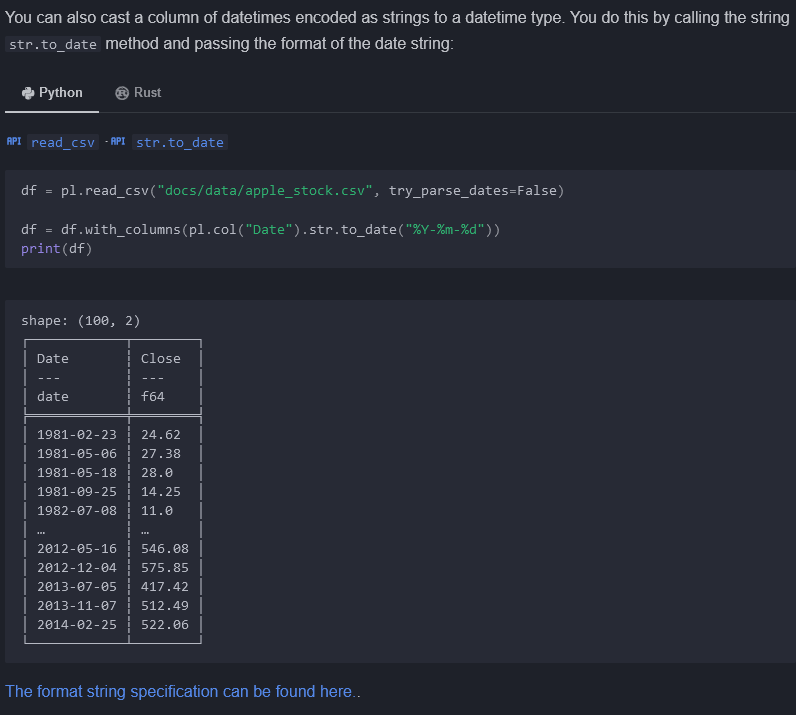 You can also cast a column of datetimes encoded as strings to a datetime type. You do this by calling the string
str.to_date method and passing the format of the date string:
Python Rust
API read_csv · API str.to_date
df = pl.read_csv("docs/data/apple_stock.csv", try_parse_dates=False)
df = df.with_columns(pl.col("Date").str.to_date("%Y-%m-%d"))
print(df)
shape: (100, 2)
Date Close
--- ---
date f64
1981-02-23 24.62
1981-05-06 27.38
1981-05-18 28.0
1981-09-25 14.25
1982-07-08 11.0
… …
2012-05-16 546.08
2012-12-04 575.85
2013-07-05 417.42
2013-11-07 512.49
2014-02-25 522.06
The format string specification can be found here..